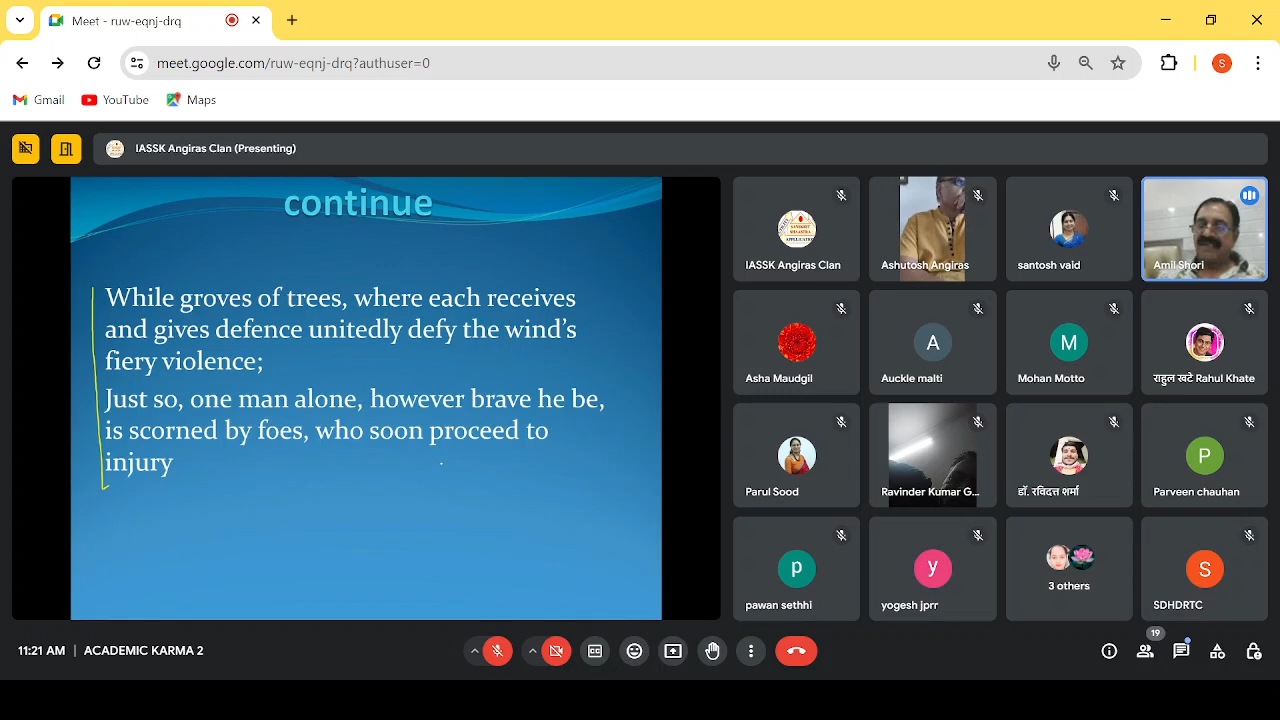 Meet - ruw-eqnj-drq
meet.google.com/ruw-eqnj-drq?authuser=0
S
Gmail
YouTube
Maps
IASSK Angiras Clan (Presenting)
continue
While groves of trees, where each receives
and gives defence unitedly defy the wind's
fiery violence;
Just so, one man alone, however brave he be,
is scorned by foes, who soon proceed to
injury
IASSK Angiras Clan
Ashutosh Angiras
santosh vaid
Amil Shori
Asha Maudgil
A
Auckle malti
M
Mohan Motto
राहुल खटे Rahul Khate
Parul Sood
Ravinder Kumar G...
डॉ. रविदत्त शर्मा
P
Parveen chauhan
p
pawan sethhi
y
yogesh jprr
3 others
S
SDHDRTC
11:21 AM
ACADEMIC KARMA 2
19